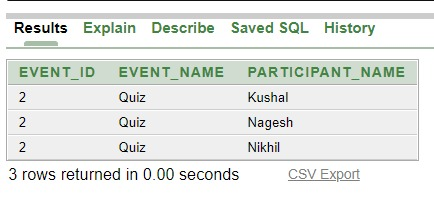 Results Explain Describe Saved SQL History
EVENT_ID EVENT_NAME PARTICIPANT_NAME
2 Quiz Kushal
2 Quiz Nagesh
2 Quiz Nikhil
3 rows returned in 0.00 seconds CSV Export